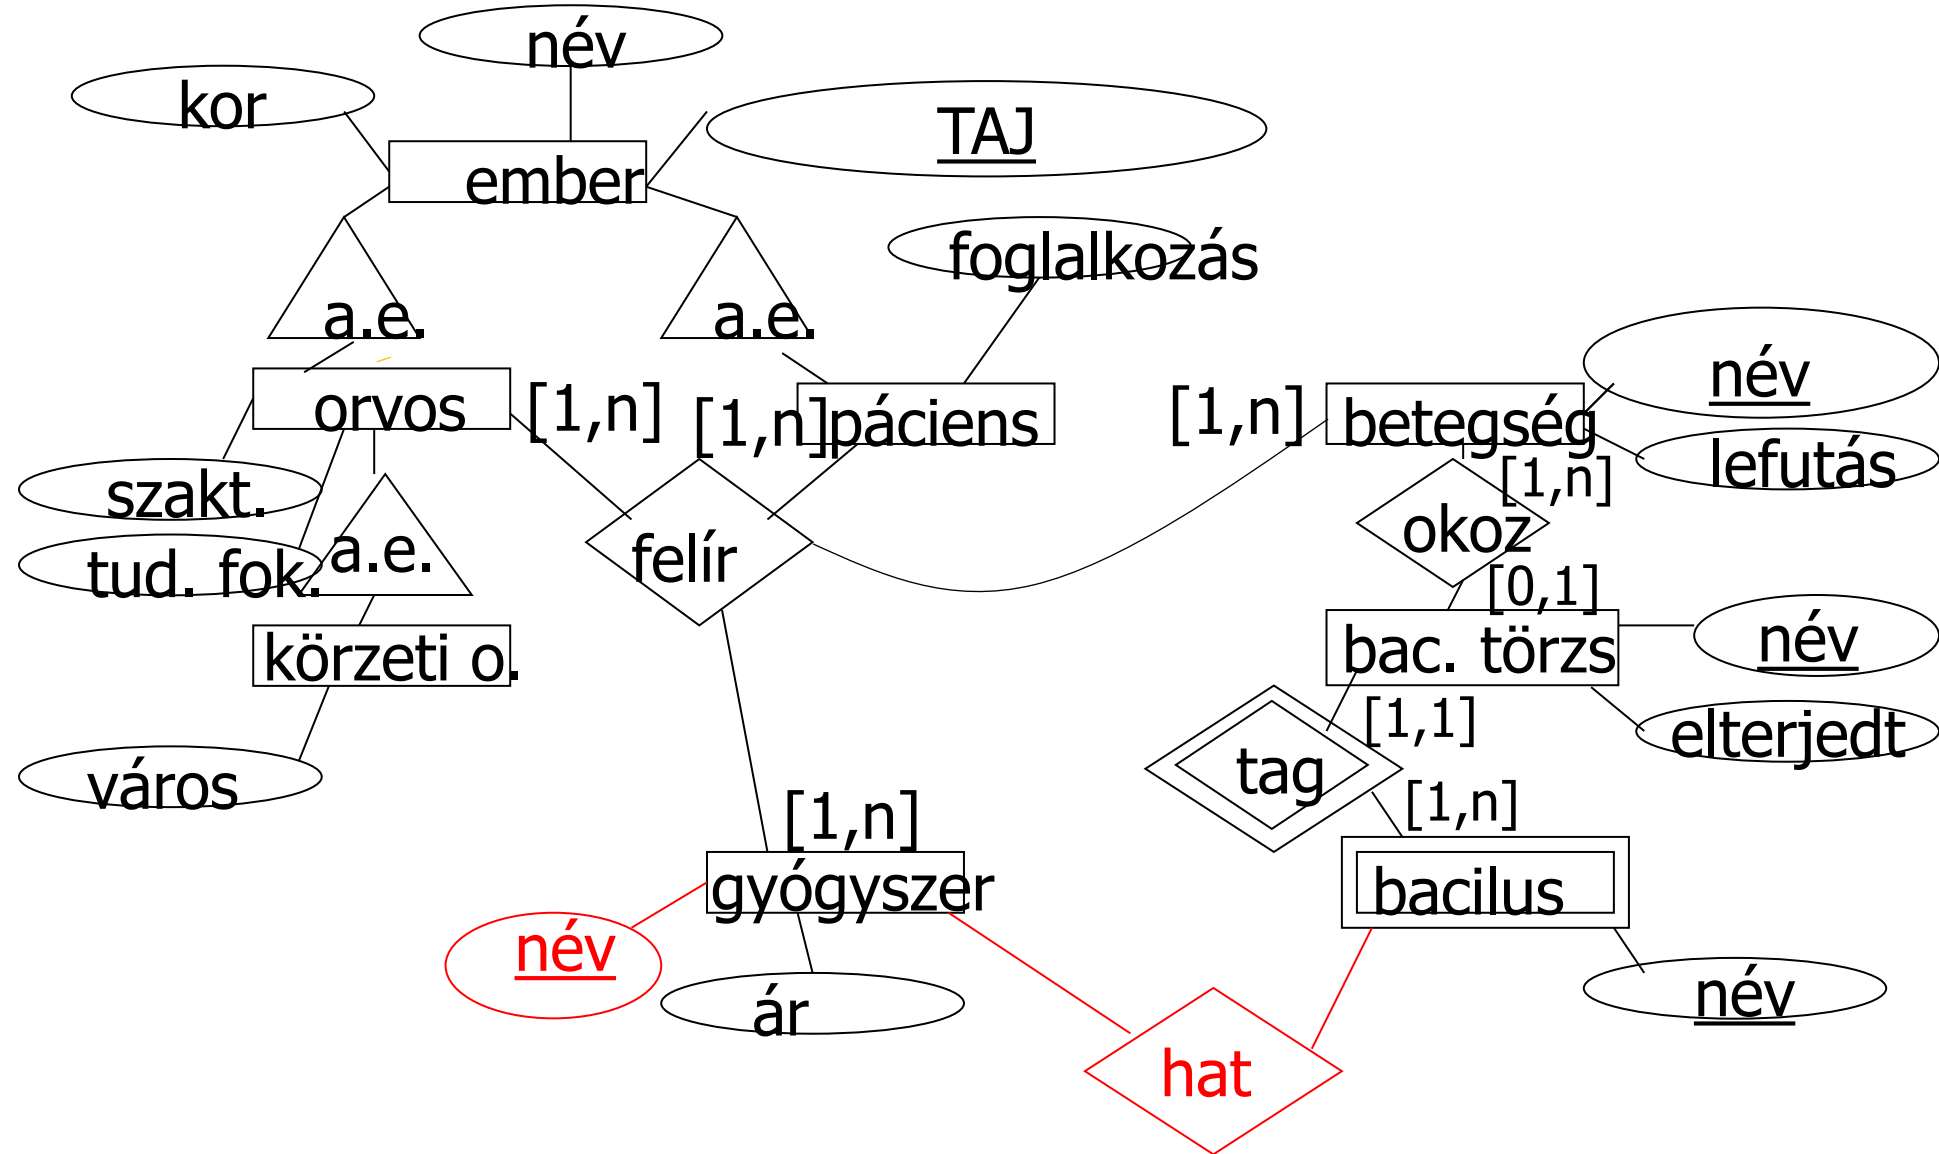 név
kor
TAJ
ember
foglalkozás
a.e.
a.e.
név
orvos
[1,n]
[1,n]
páciens
[1,n]
betegség
lefutás
szakt.
[1,n]
okoz
tud. fok.
a.e.
felír
[0,1]
név
körzeti o.
bac. törzs
[1,1]
elterjedt
város
tag
[1,n]
[1,n]
gyógyszer
bacilus
név
név
ár
hat